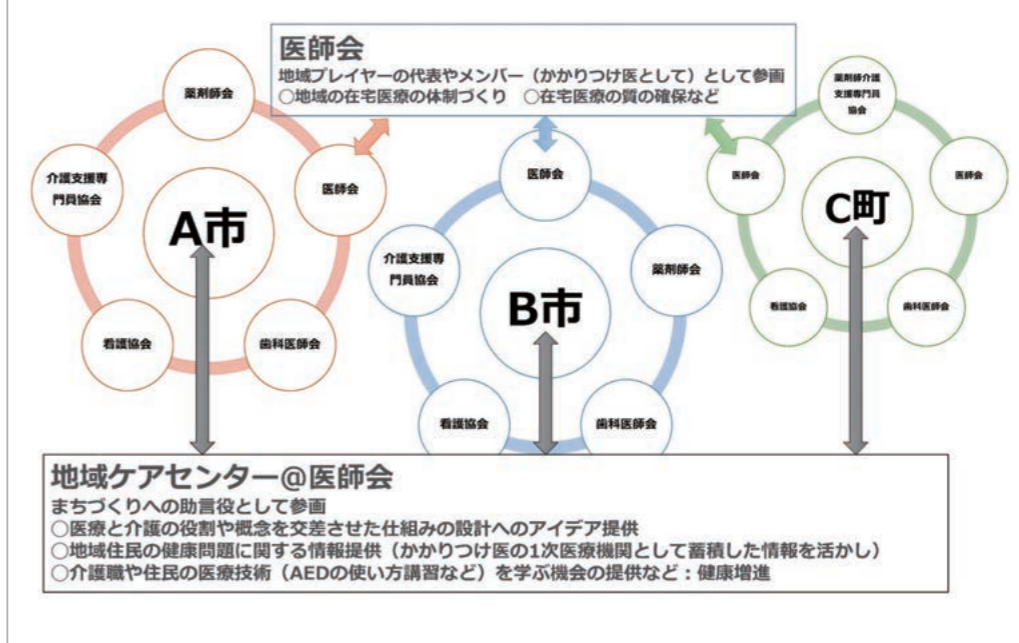 医師会
地域プレイヤーの代表やメンバー（かかりつけ医として）として参画
○地域の在宅医療の体制づくり　○在宅医療の質の確保など
薬剤師会
介護支援専
門員協会
医師会
A市
看護協会
歯科医師会
医師会
介護支援専
門員協会
薬剤師会
B市
看護協会
歯科医師会
薬剤師介護
支援専門員
協会
医師会
医師会
C町
看護協会
歯科医師会
地域ケアセンター@医師会
まちづくりへの助言役として参画
○医療と介護の役割や概念を交差させた仕組みの設計へのアイデア提供
○地域住民の健康問題に関する情報提供（かかりつけ医の1次医療機関として蓄積した情報を活かし）
○介護職や住民の医療技術（AEDの使い方講習など）を学ぶ機会の提供など：健康増進